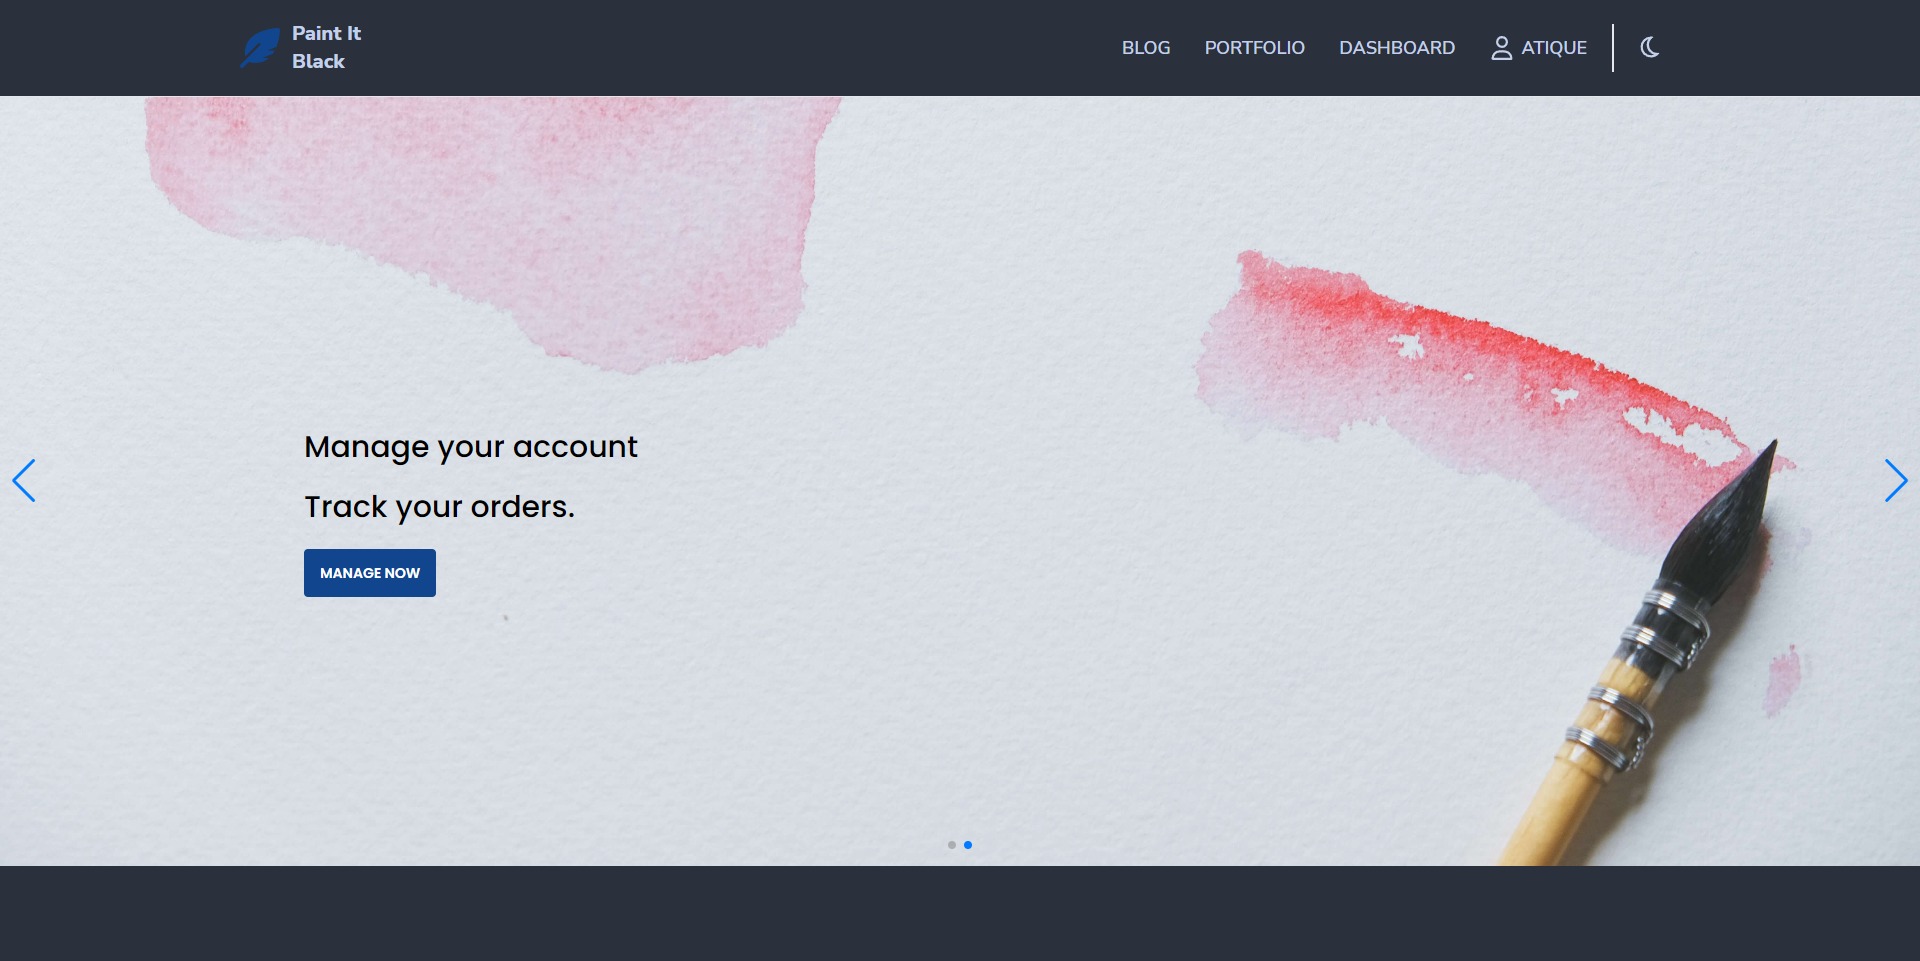 Paint It
Black
BLOG
PORTFOLIO
DASHBOARD
ATIQUE
Manage your account
Track your orders.
MANAGE NOW